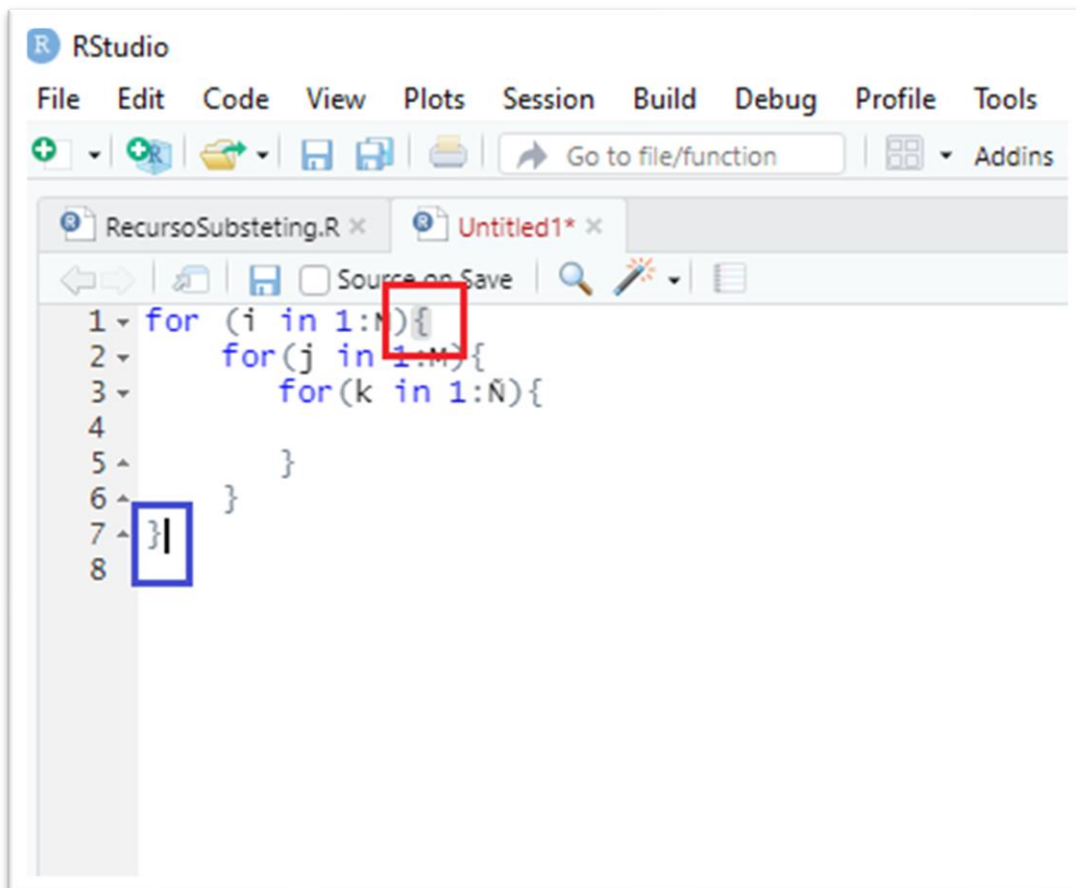 RStudio
File Edit Code View Plots Session Build Debug Profile Tools
Go to file/function Addins
RecursoSubsteting.R Untitled1*
Source on Save
1 for (i in 1:N){
2 for(j in 1:M){
3 for(k in 1:Ñ){
4
5 }
6 }
7 }
8